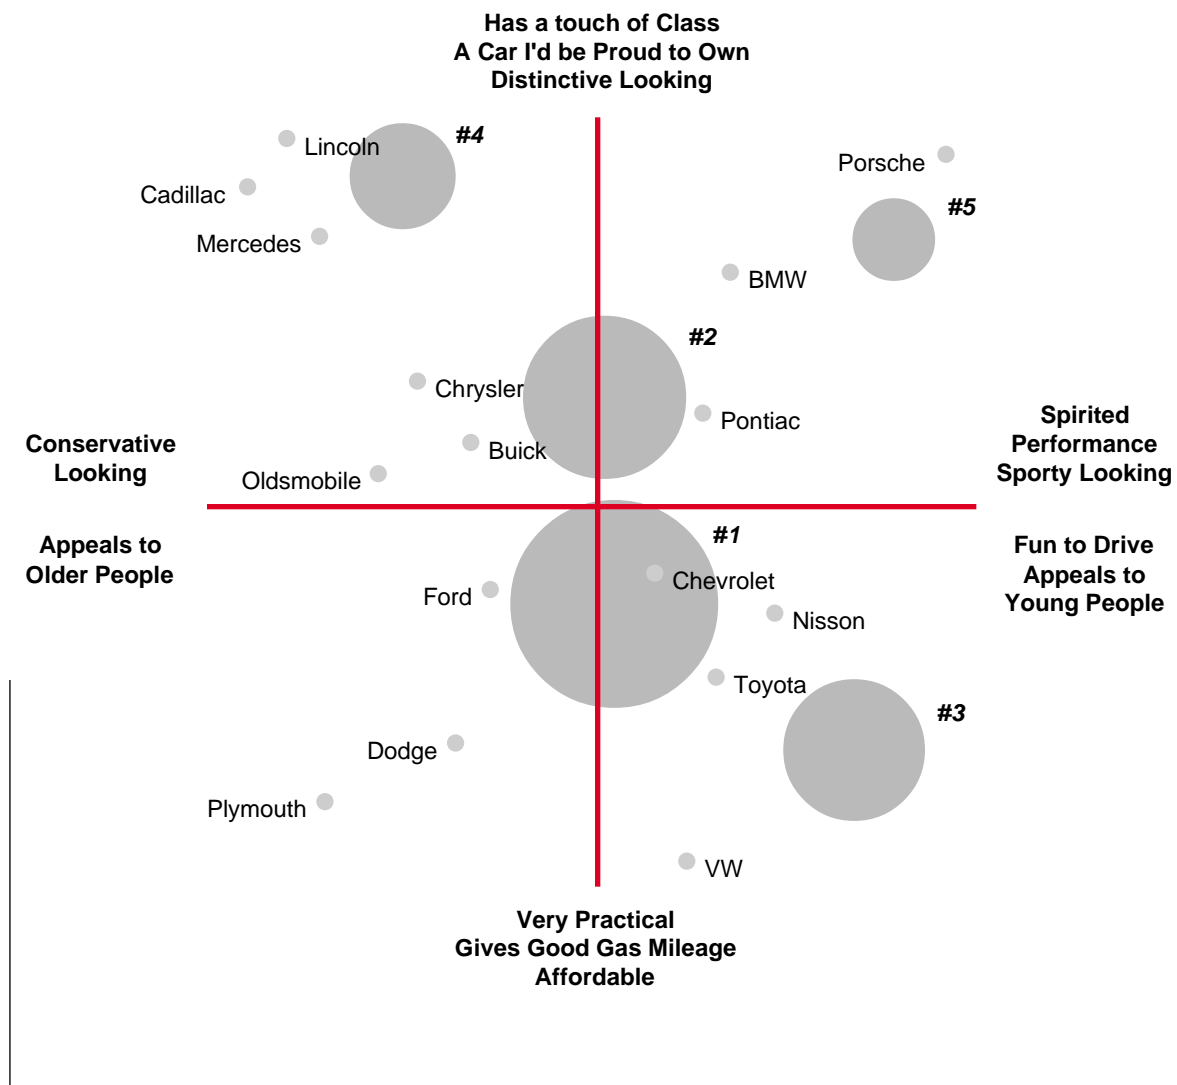 Has a touch of Class
A Car I'd be Proud to Own
Distinctive Looking
#4
Lincoln
Porsche
Cadillac
#5
Mercedes
BMW
#2
Chrysler
Pontiac
Buick
Oldsmobile
Conservative
Looking
Spirited
Performance
Sporty Looking
Appeals to
Older People
#1
Fun to Drive
Appeals to
Young People
Chevrolet
Ford
Nisson
Toyota
#3
Dodge
Plymouth
VW
Very Practical
Gives Good Gas Mileage
Affordable